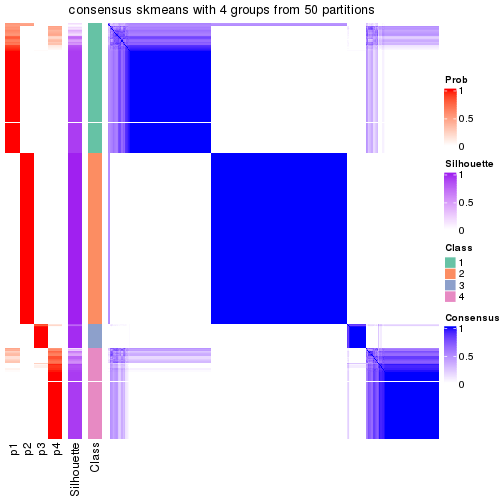 consensus skmeans with 4 groups from 50 partitions
Prob
1
0.5
0
Silhouette
1
0.5
0
Class
1
2
3
4
Consensus
1
0.5
0
p1
p2
p3
p4
Silhouette
Class